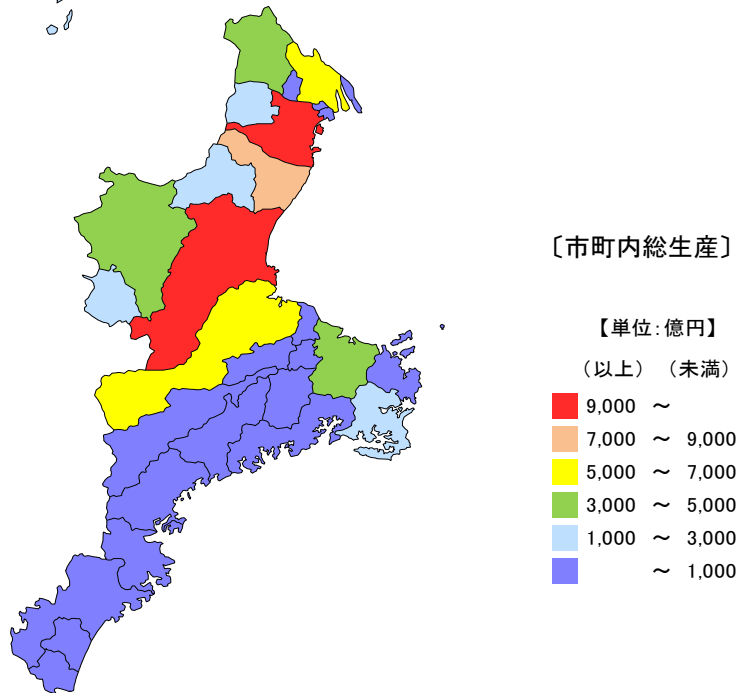 〔市町内総生産〕
【単位：億円】
（以上）（未満）
9,000 ～
7,000 ～ 9,000
5,000 ～ 7,000
3,000 ～ 5,000
1,000 ～ 3,000
～ 1,000